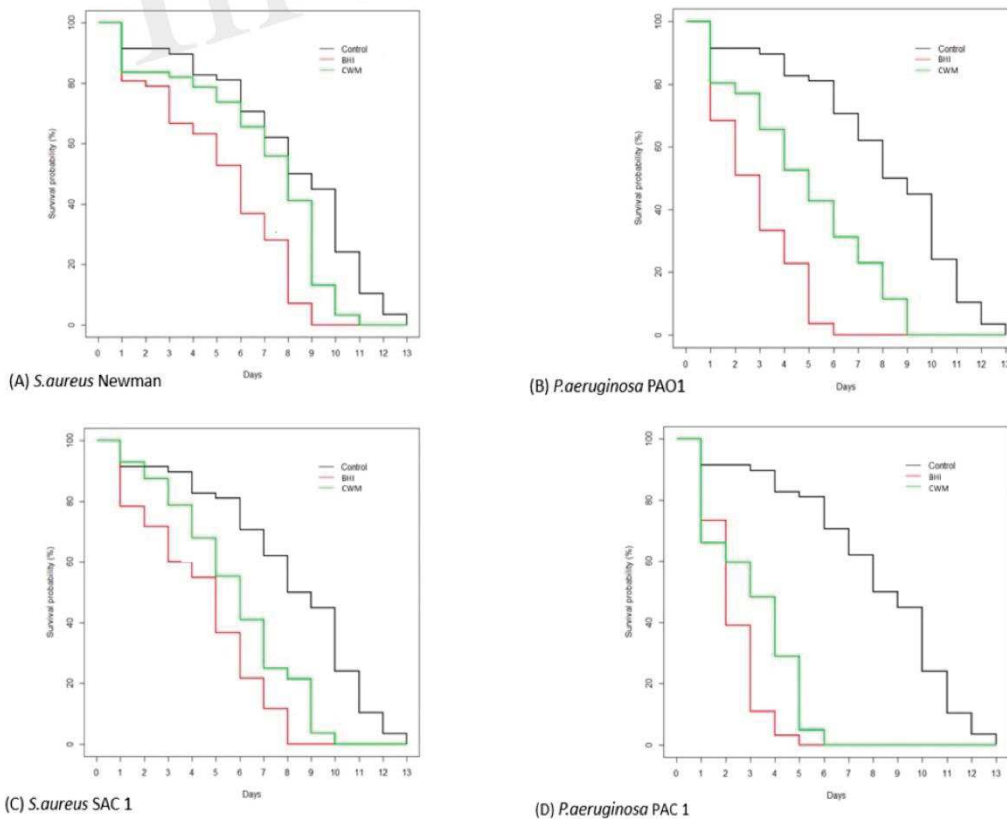 Control
BHI
CWM
Survival probability (%)
0 20 40 60 80 100
0 1 2 3 4 5 6 7 8 9 10 11 12 13
Days
(A) S.aureus Newman
Control
BHI
CWM
Survival probability (%)
0 20 40 60 80 100
0 1 2 3 4 5 6 7 8 9 10 11 12 13
Days
(B) P.aeruginosa PAO1
Control
BHI
CWM
Survival probability (%)
0 20 40 60 80 100
0 1 2 3 4 5 6 7 8 9 10 11 12 13
Days
(C) S.aureus SAC 1
Control
BHI
CWM
Survival probability (%)
0 20 40 60 80 100
0 1 2 3 4 5 6 7 8 9 10 11 12 13
Days
(D) P.aeruginosa PAC 1